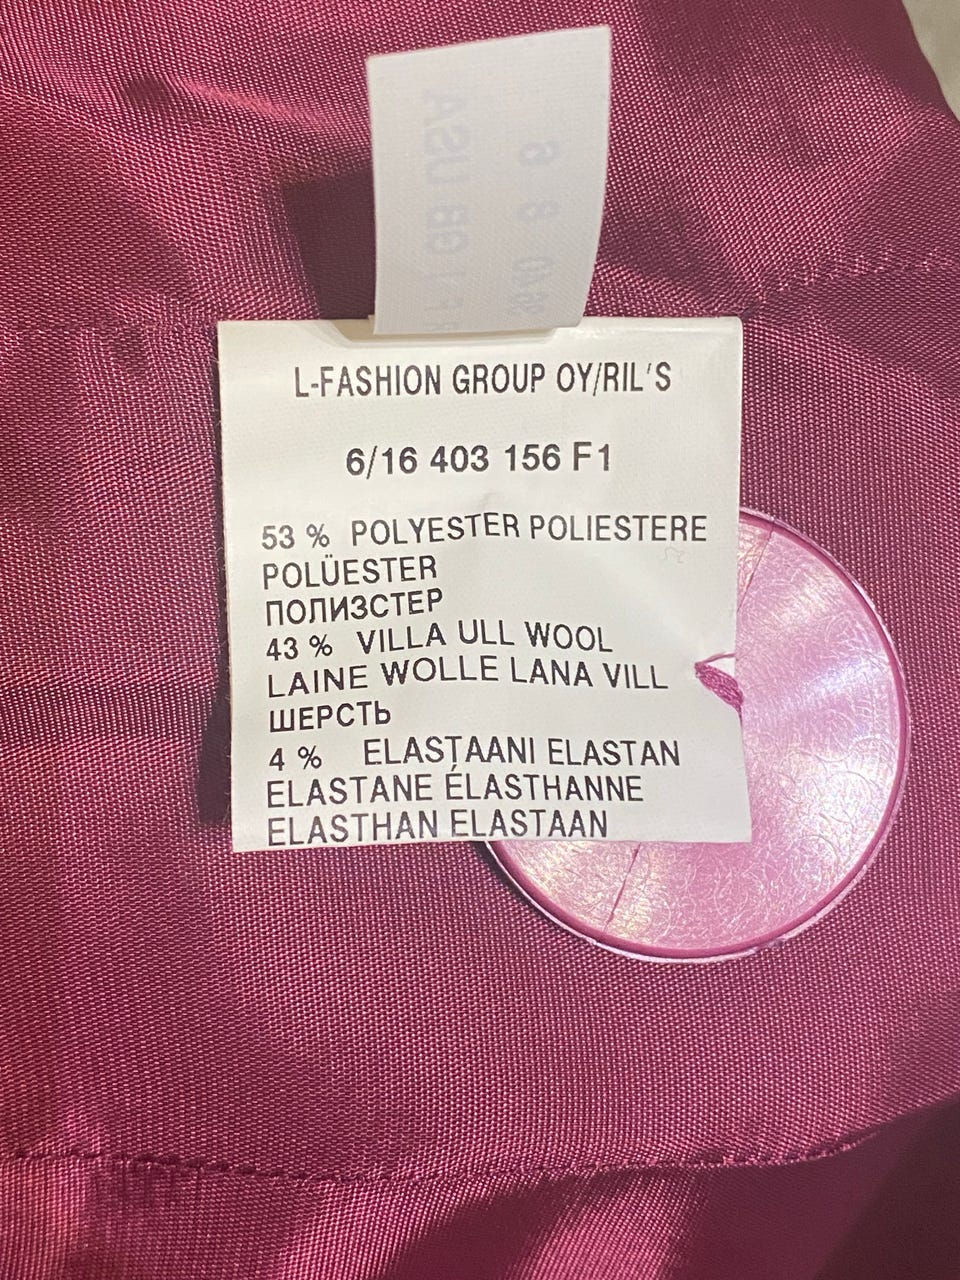 L-FASHION GROUP OY/RIL'S
6/16 403 156 F1
53 % POLYESTER POLIESTERE
POLÜESTER
ПОЛИЗСТЕР
43 % VILLA ULL WOOL
LAINE WOLLE LANA VILL
ШЕРСТЬ
4 % ELASTAANI ELASTAN
ELASTANE ÉLASTHANNE
ELASTHAN ELASTAAN